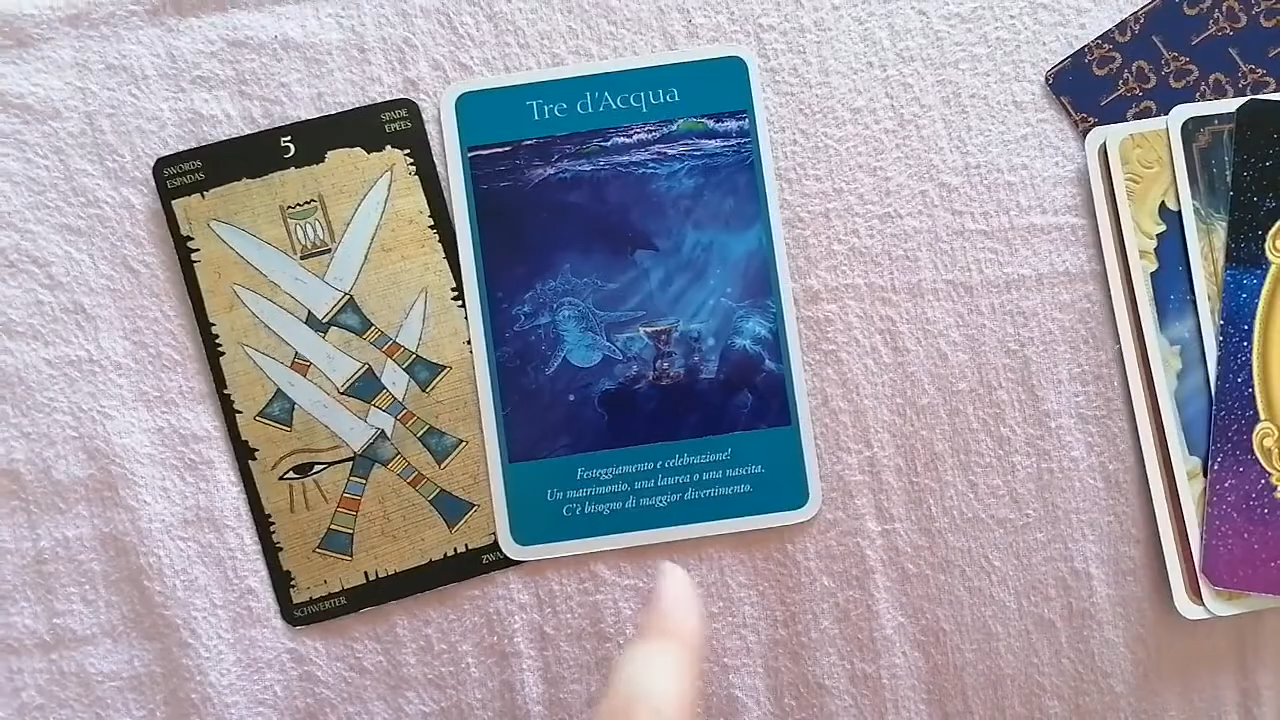 SWORDS
ESPADAS
5
SPADE
ÉPÉES
SCHWERTER
Tre d'Acqua
Festeggiamento e celebrazione!
Un matrimonio, una laurea o una nascita.
C'è bisogno di maggior divertimento.